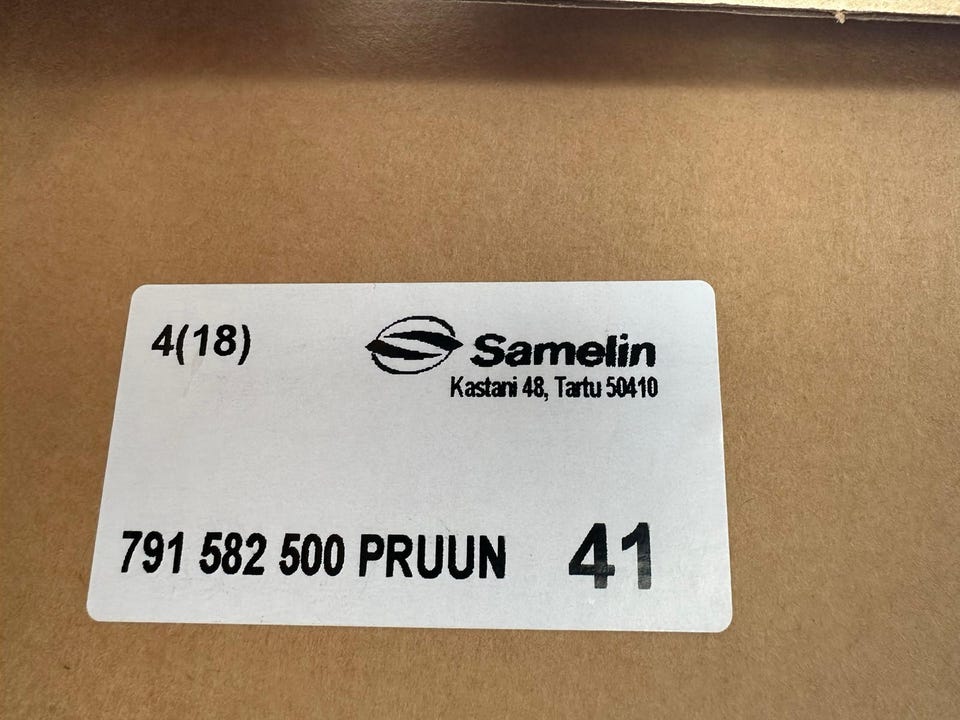 4(18)
Samelin
Kastani 48, Tartu 50410
791 582 500 PRUUN 41